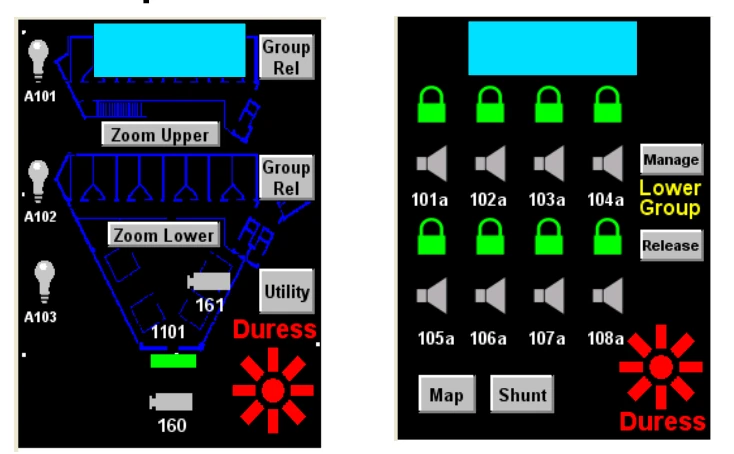 Group
Rel
A101
Zoom Upper
Group
Rel
A102
Zoom Lower
A103
161
Utility
1101
Duress
160
101a 102a 103a 104a
Manage
Lower
Group
Release
105a 106a 107a 108a
Map
Shunt
Duress